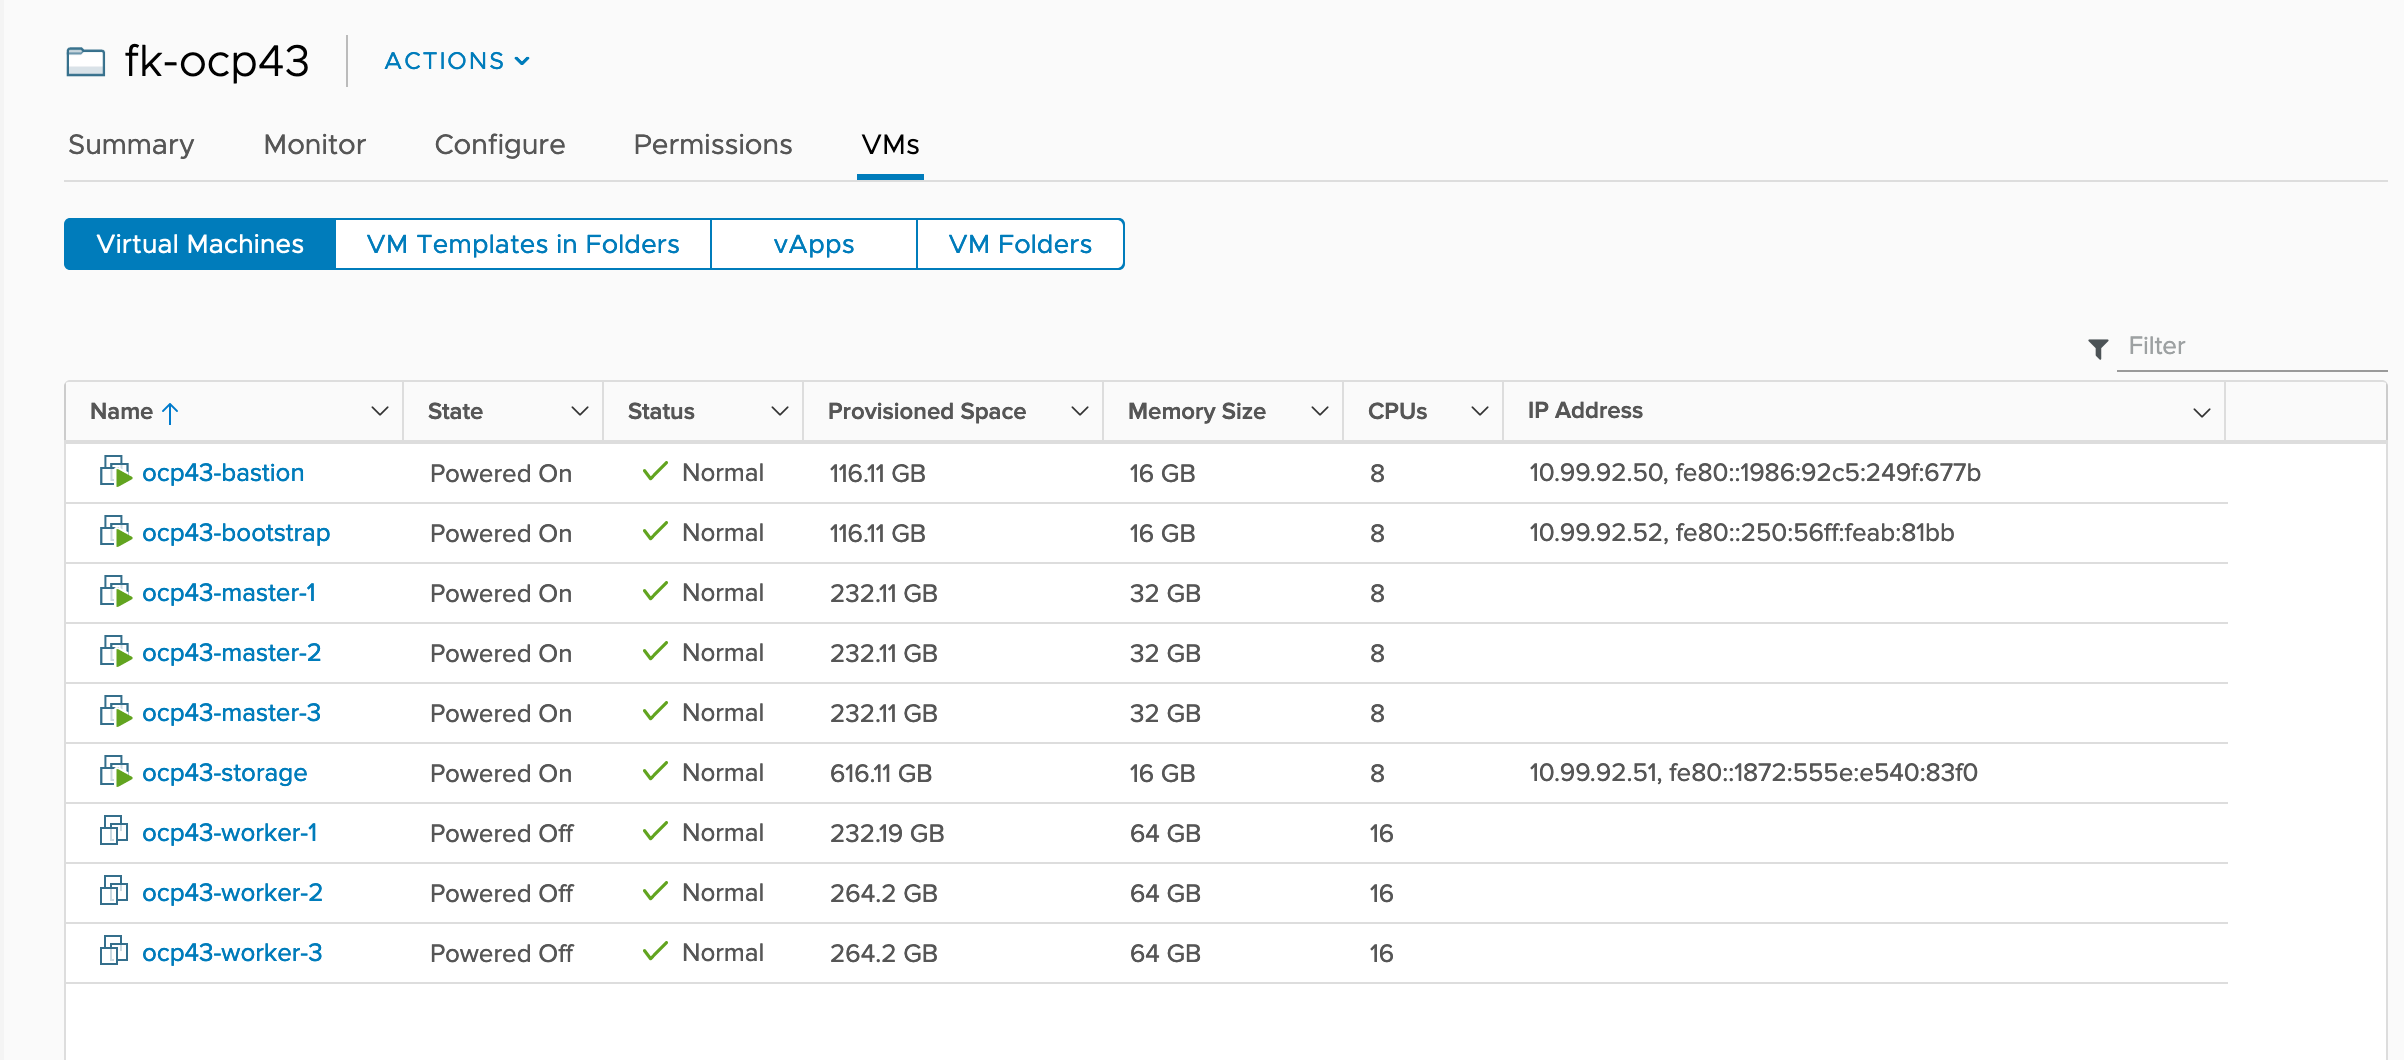 fk-ocp43 ACTIONS
Summary Monitor Configure Permissions VMs
Virtual Machines VM Templates in Folders vApps VM Folders
Filter
Name State Status Provisioned Space Memory Size CPUs IP Address
ocp43-bastion Powered On Normal 116.11 GB 16 GB 8 10.99.92.50, fe80::1986:92c5:249f:677b
ocp43-bootstrap Powered On Normal 116.11 GB 16 GB 8 10.99.92.52, fe80::250:56ff:feab:81bb
ocp43-master-1 Powered On Normal 232.11 GB 32 GB 8
ocp43-master-2 Powered On Normal 232.11 GB 32 GB 8
ocp43-master-3 Powered On Normal 232.11 GB 32 GB 8
ocp43-storage Powered On Normal 616.11 GB 16 GB 8 10.99.92.51, fe80::1872:555e:e540:83f0
ocp43-worker-1 Powered Off Normal 232.19 GB 64 GB 16
ocp43-worker-2 Powered Off Normal 264.2 GB 64 GB 16
ocp43-worker-3 Powered Off Normal 264.2 GB 64 GB 16